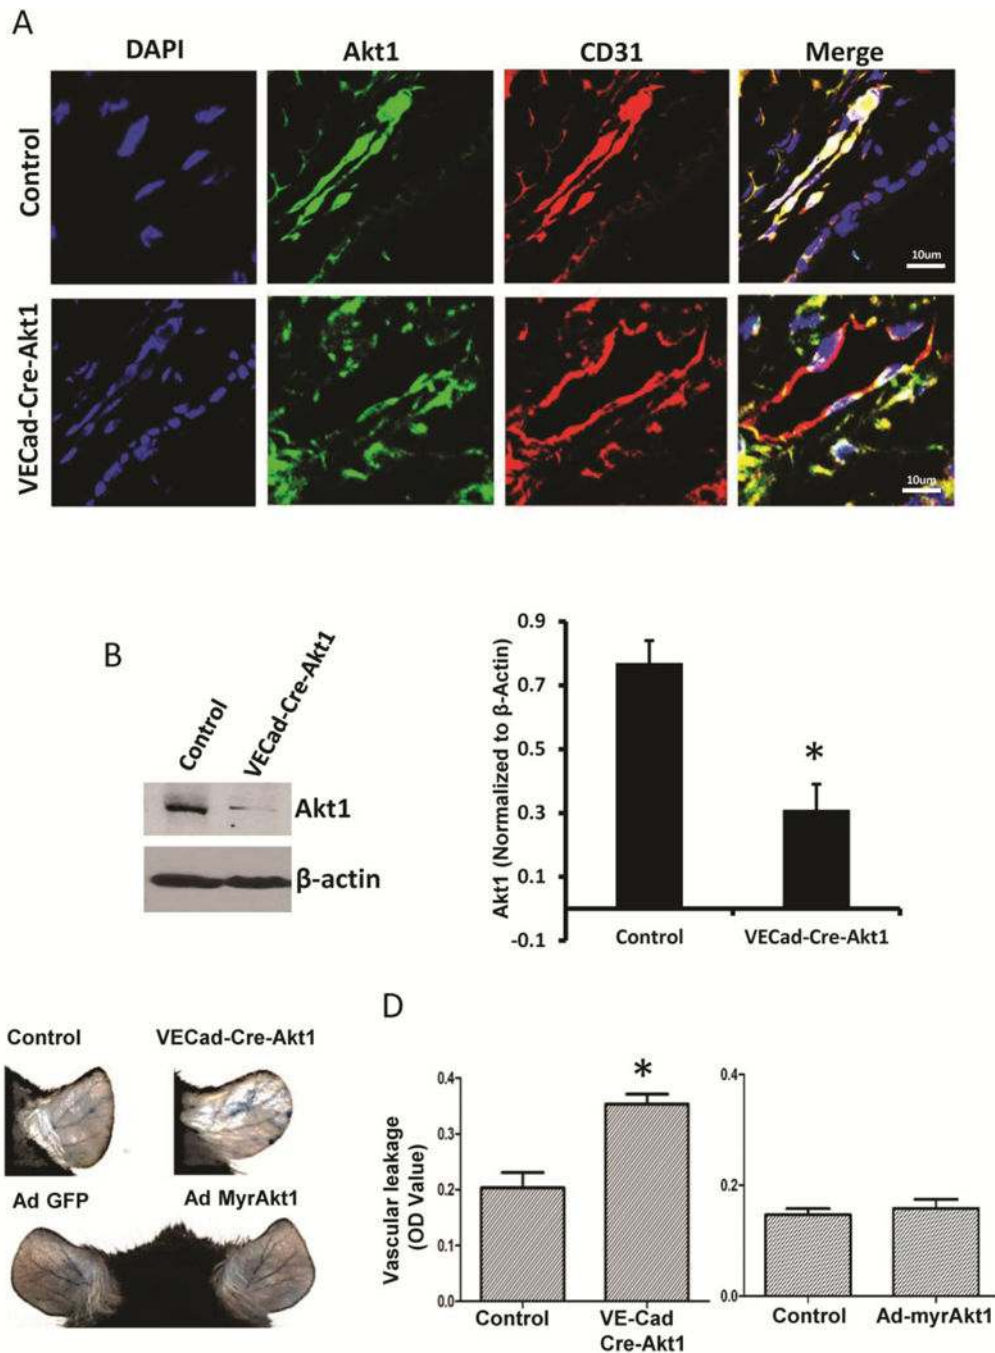 A
DAPI
Akt1
CD31
Merge
Control
10um
VECad-Cre-Akt1
10um
B
Control
VECad-Cre-Akt1
Akt1
β-actin
Akt1 (Normalized to β-Actin)
0.9
0.7
0.5
0.3
0.1
-0.1
*
Control
VECad-Cre-Akt1
Control
VECad-Cre-Akt1
Ad GFP
Ad MyrAkt1
D
Vascular leakage
(OD Value)
0.4
0.3
0.2
0.1
0.0
*
Control
VE-Cad
Cre-Akt1
0.4
0.2
0.0
Control
Ad-myrAkt1